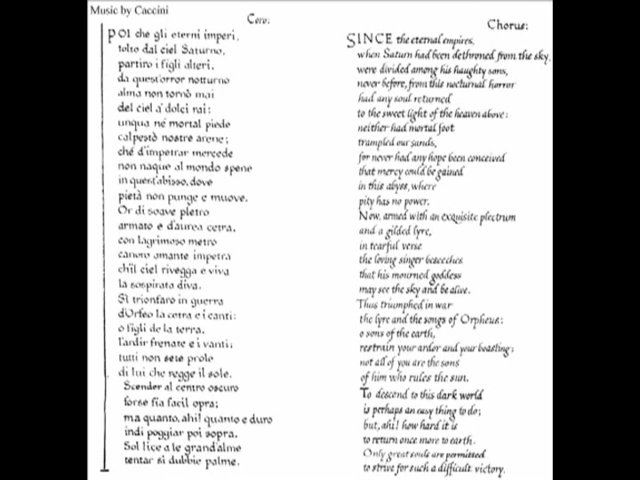 Music by Caccini
Coro:
POI che gli eterni imperi,
tolto dal ciel Saturno,
partiro i figli alteri,
da quest'orror notturno
alma non tornò mai
del ciel a' dolci rai:
unqua né mortal piede
calpestò nostre arene;
ché d'impetrar mercede
non naque al mondo spene
in quest'abisso, dove
pietà non punge e muove.
Or di soave pletro
armato e d'aurea cetra,
con lagrimoso metro
canoro amante impetra
ch'il ciel rivegga e viva
la sospirata diva.
Sì trionfaro in guerra
d'Orfeo la cetra e i canti:
o figli de la terra,
l'ardir frenate e i vanti;
tutti non sete prole
di lui che regge il sole.
Scender al centro oscuro
forse fia facil opra;
ma quanto, ahi! quanto e duro
indi poggiar poi sopra.
Sol lice a le grand'alme
tentar sì dubbie palme.
Chorus:
SINCE the eternal empires,
when Saturn had been dethroned from the sky,
were divided among his haughty sons,
never before, from this nocturnal horror
had any soul returned
to the sweet light of the heaven above:
neither had mortal foot
trampled our sands,
for never had any hope been conceived
that mercy could be gained
in this abyss, where
pity has no power.
Now, armed with an exquisite plectrum
and a gilded lyre,
in tearful verse
the loving singer beseeches
that his mourned goddess
may see the sky and be alive.
Thus triumphed in war
the lyre and the songs of Orpheus:
o sons of the earth,
restrain your ardor and your boasting:
not all of you are the sons
of him who rules the sun.
To descend to this dark world
is perhaps an easy thing to do;
but, ahi! how hard it is
to return once more to earth.
Only great souls are permitted
to strive for such a difficult victory.